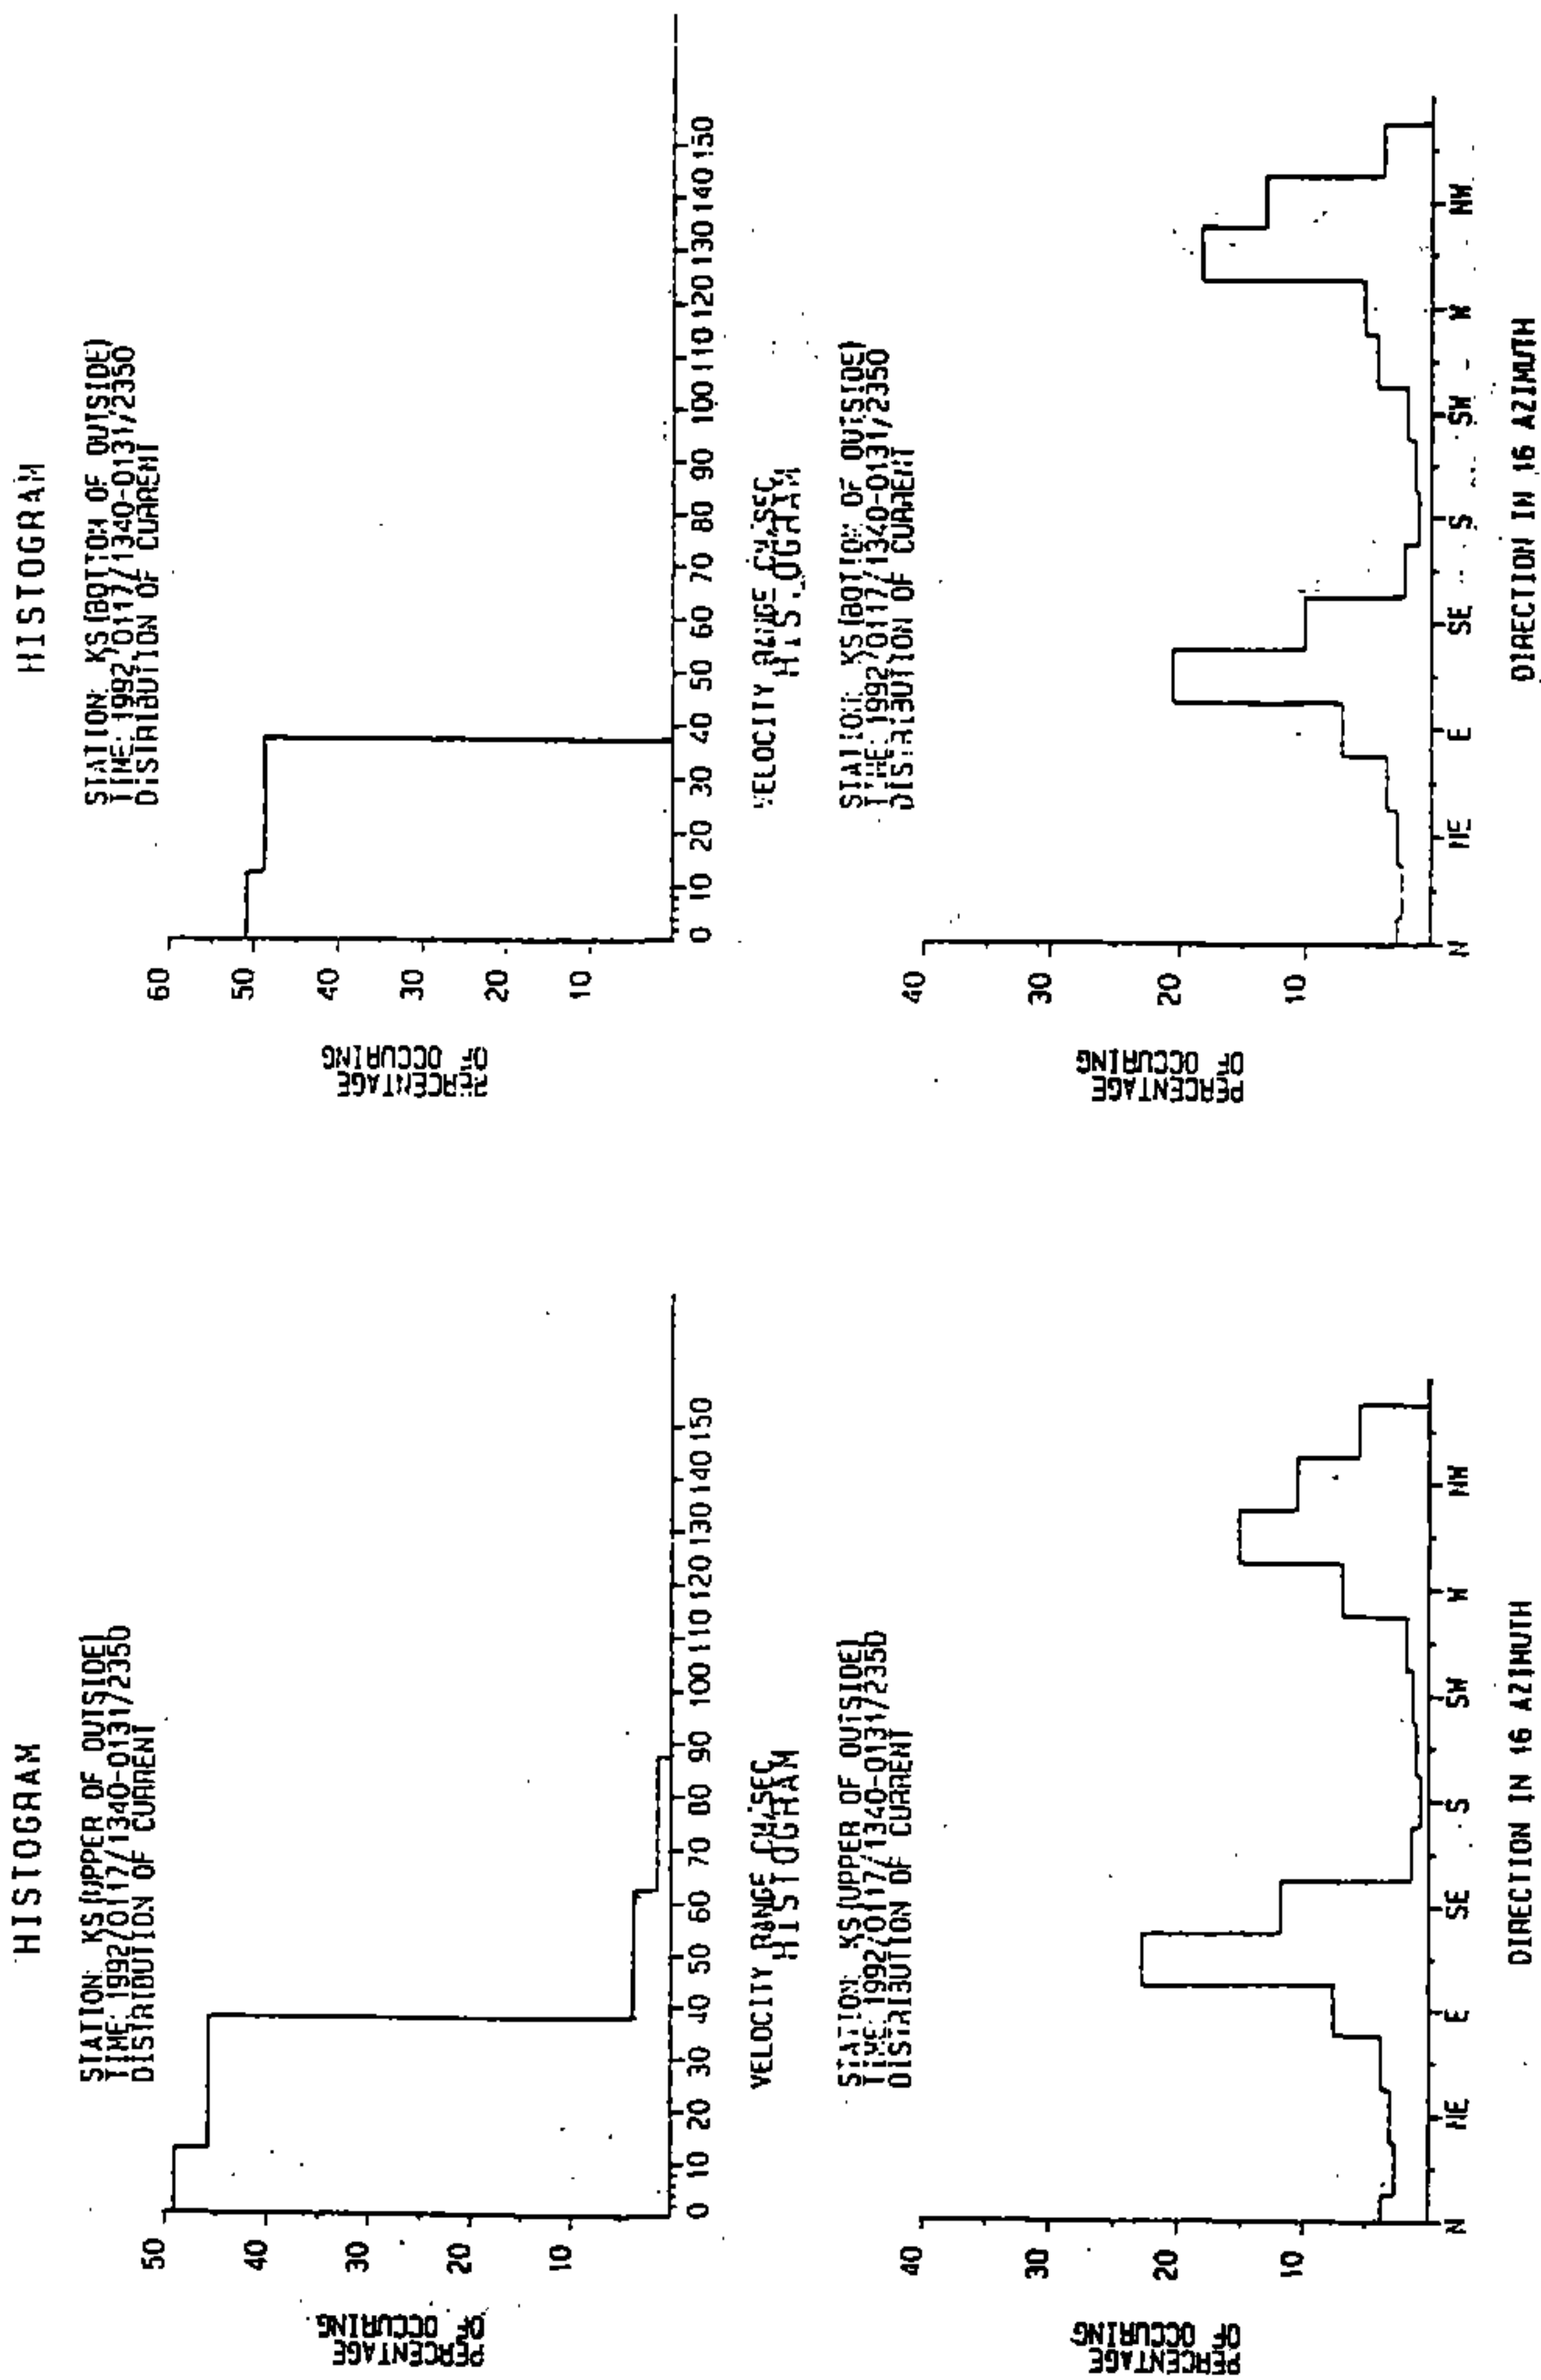 HISTOGRAM
STATION: KS (UPPER OF OUTSIDE)
TIME: 1992/0117/1340-0131/2350
DISTRIBUTION OF CURRENT
PERCENTAGE
OF OCCURING
50
40
30
20
10
0 10 20 30 40 50 60 70 80 90 100 110 120 130 140 150
VELOCITY RANGE CM/SEC
HISTOGRAM
STATION: KS (UPPER OF OUTSIDE)
TIME: 1992/0117/1340-0131/2350
DISTRIBUTION OF CURRENT
PERCENTAGE
OF OCCURING
40
30
20
10
N NE E SE S SW W NW
DIRECTION IN 16 AZIMUTH
HISTOGRAM
STATION: KS (BOTTOM OF OUTSIDE)
TIME: 1992/0117/1340-0131/2350
DISTRIBUTION OF CURRENT
PERCENTAGE
OF OCCURING
60
50
40
30
20
10
0 10 20 30 40 50 60 70 80 90 100 110 120 130 140 150
VELOCITY RANGE CM/SEC
HISTOGRAM
STATION: KS (BOTTOM OF OUTSIDE)
TIME: 1992/0117/1340-0131/2350
DISTRIBUTION OF CURRENT
PERCENTAGE
OF OCCURING
40
30
20
10
N NE E SE S SW W NW
DIRECTION IN 16 AZIMUTH